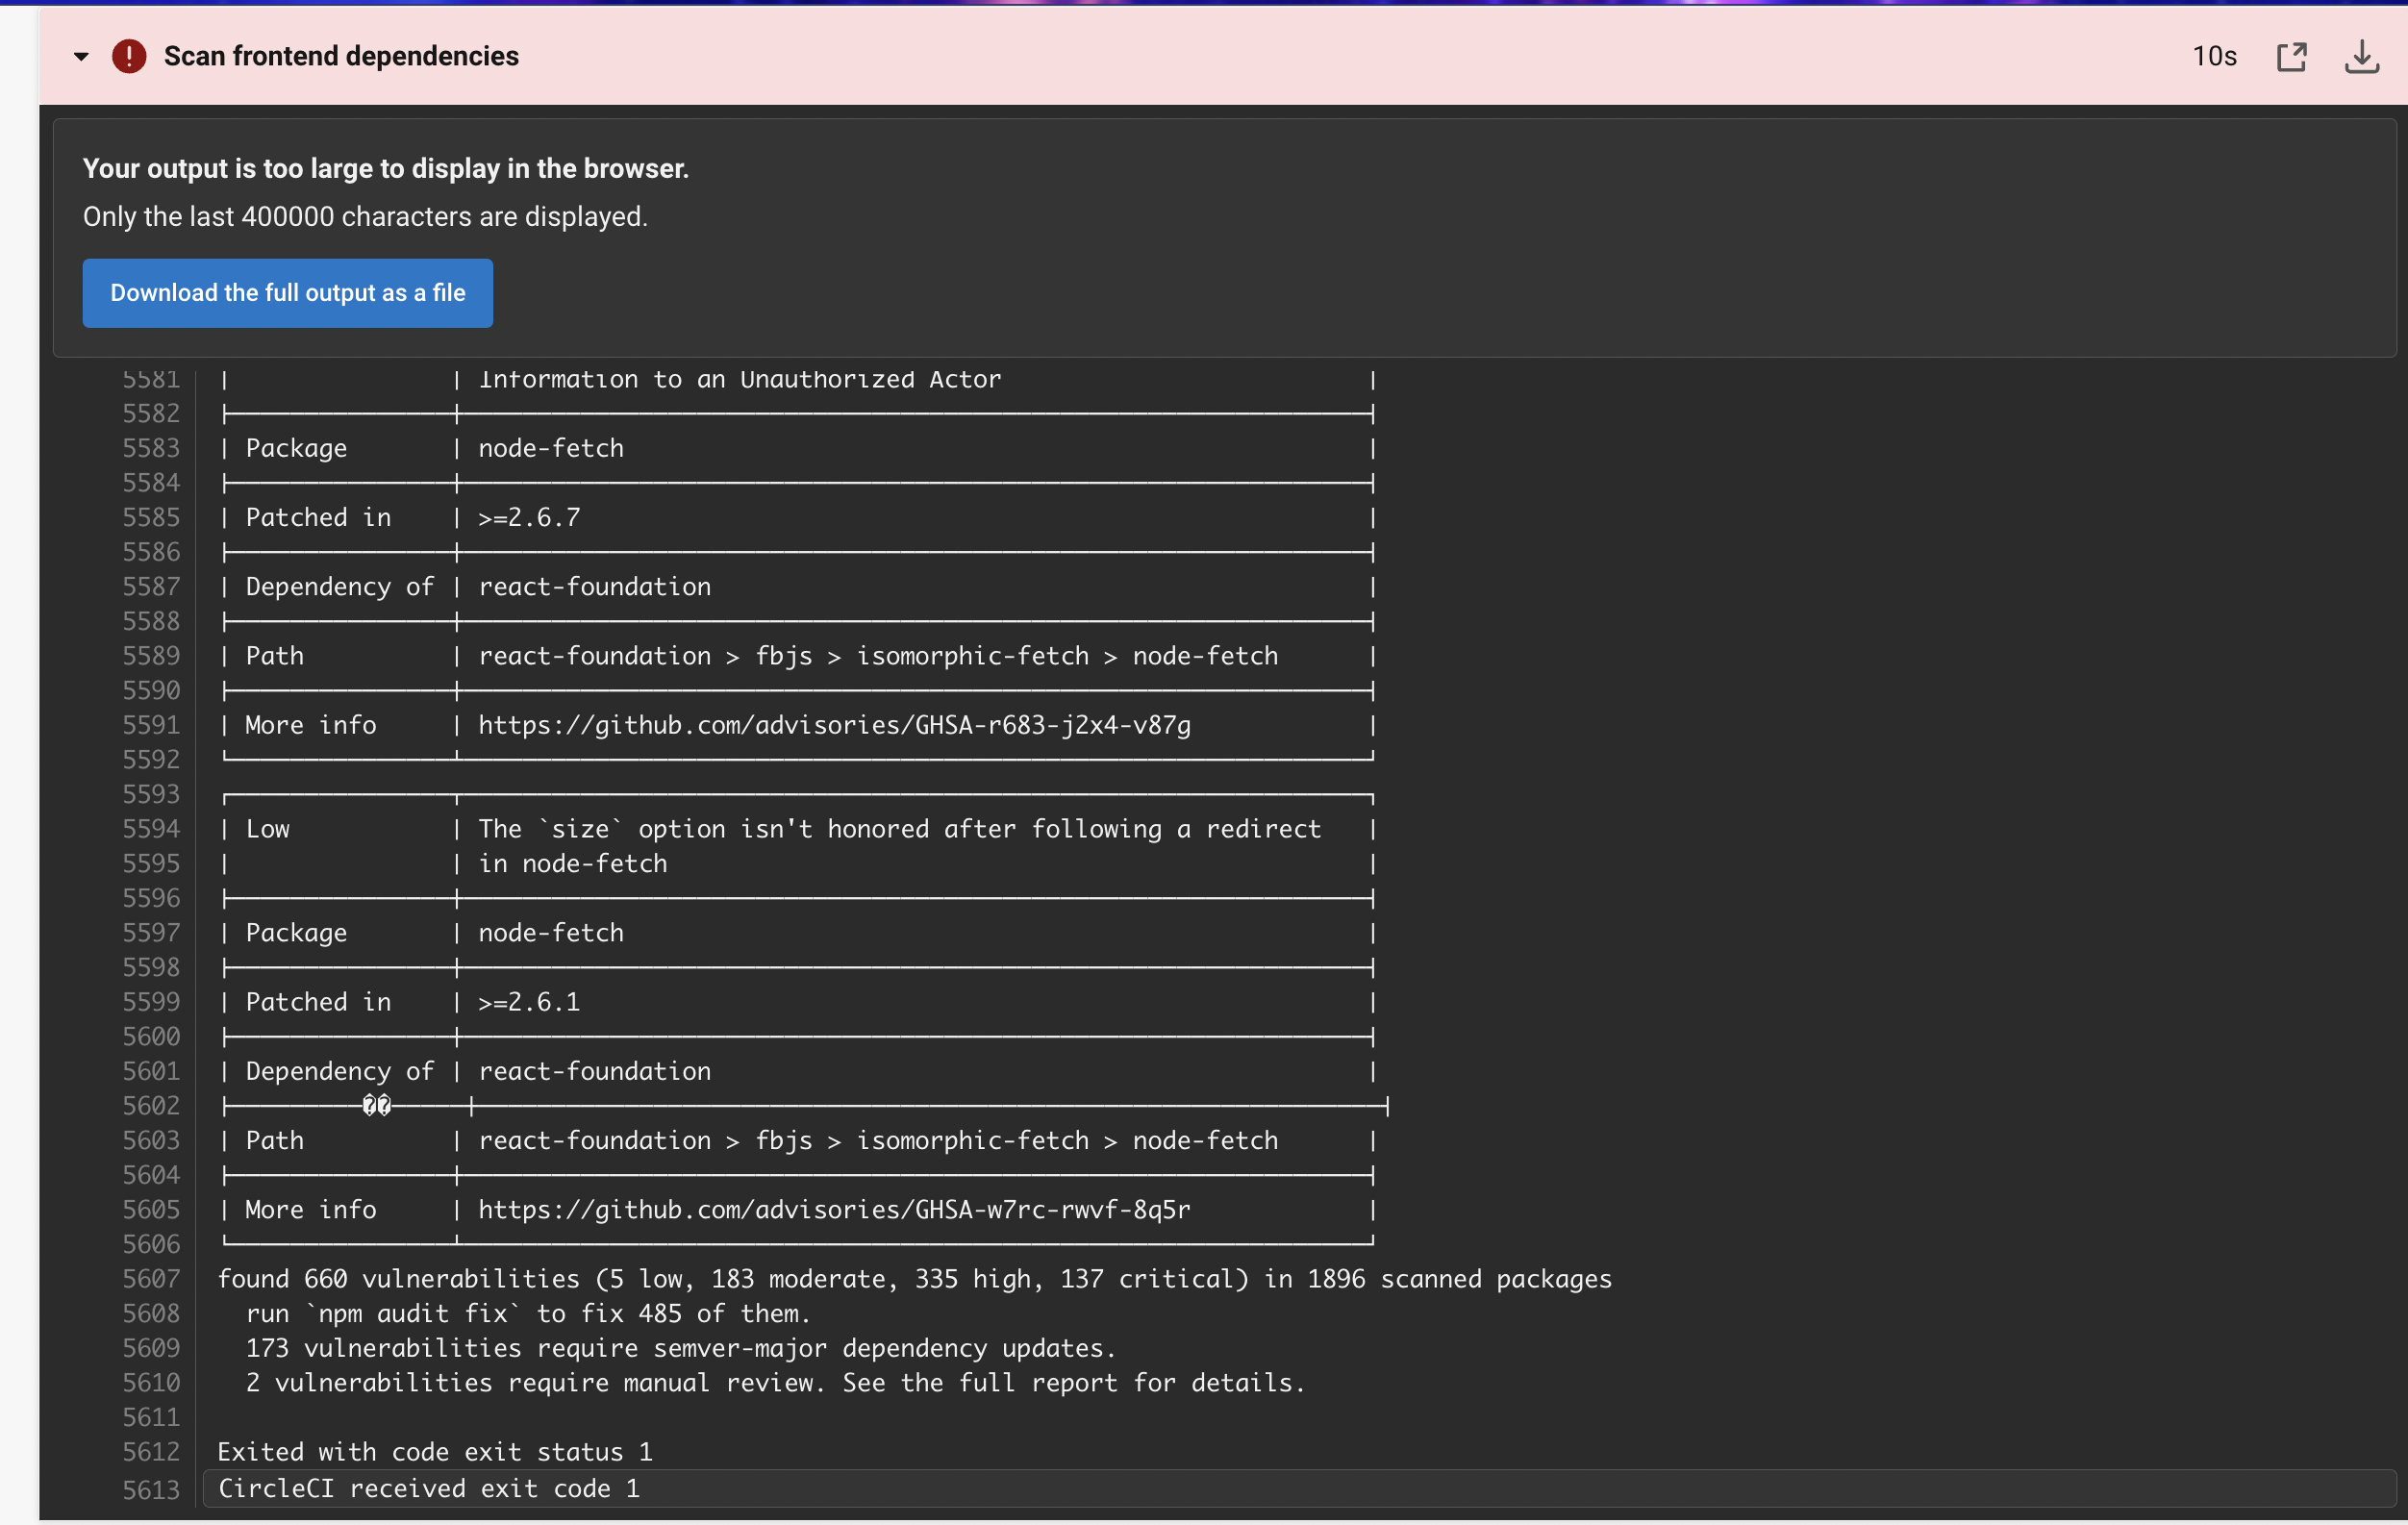 Scan frontend dependencies 10s
Your output is too large to display in the browser.
Only the last 400000 characters are displayed.
Download the full output as a file
5581 | | Information to an Unauthorized Actor |
5582
5583 | Package | node-fetch |
5584
5585 | Patched in | >=2.6.7 |
5586
5587 | Dependency of | react-foundation |
5588
5589 | Path | react-foundation > fbjs > isomorphic-fetch > node-fetch |
5590
5591 | More info | https://github.com/advisories/GHSA-r683-j2x4-v87g |
5592
5593
5594 | Low | The `size` option isn't honored after following a redirect |
5595 | | in node-fetch |
5596
5597 | Package | node-fetch |
5598
5599 | Patched in | >=2.6.1 |
5600
5601 | Dependency of | react-foundation |
5602 ��
5603 | Path | react-foundation > fbjs > isomorphic-fetch > node-fetch |
5604
5605 | More info | https://github.com/advisories/GHSA-w7rc-rwvf-8q5r |
5606
5607 found 660 vulnerabilities (5 low, 183 moderate, 335 high, 137 critical) in 1896 scanned packages
5608 run `npm audit fix` to fix 485 of them.
5609 173 vulnerabilities require semver-major dependency updates.
5610 2 vulnerabilities require manual review. See the full report for details.
5611
5612 Exited with code exit status 1
5613 CircleCI received exit code 1